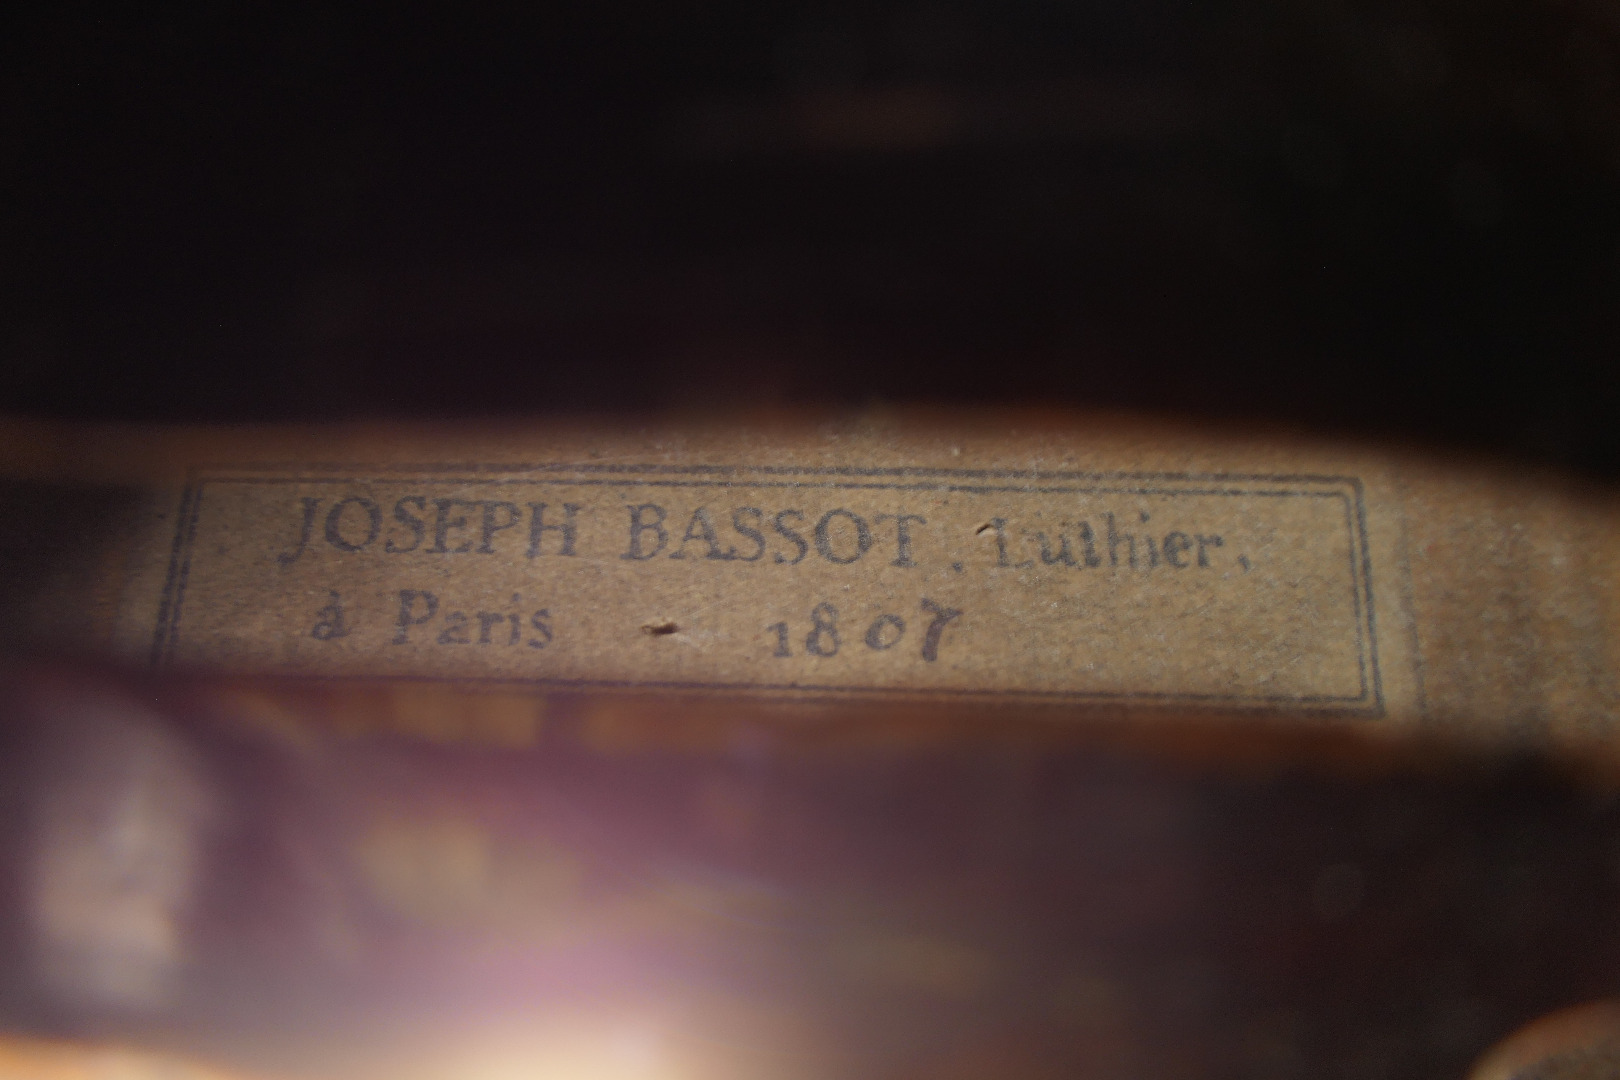 JOSEPH BASSOT. Luthier,
à Paris 1807